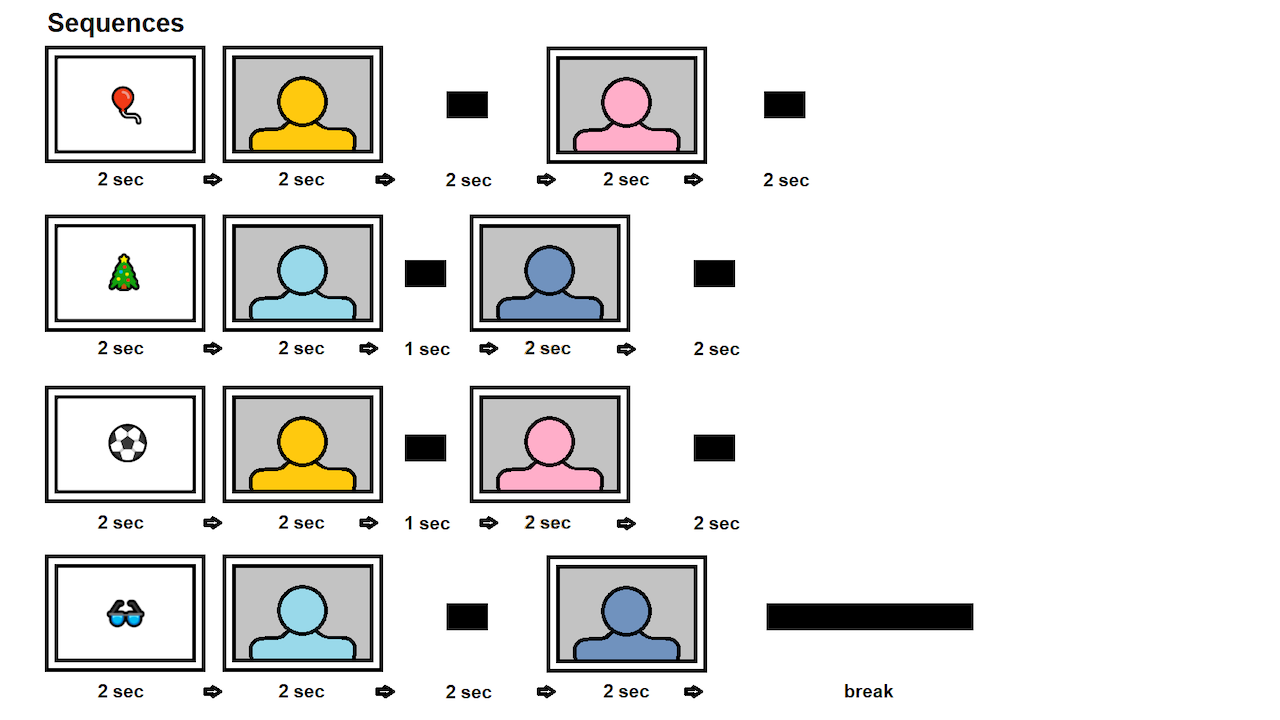 Sequences
2 sec 2 sec 2 sec 2 sec 2 sec
2 sec 2 sec 1 sec 2 sec 2 sec
2 sec 2 sec 1 sec 2 sec 2 sec
2 sec 2 sec 2 sec 2 sec break